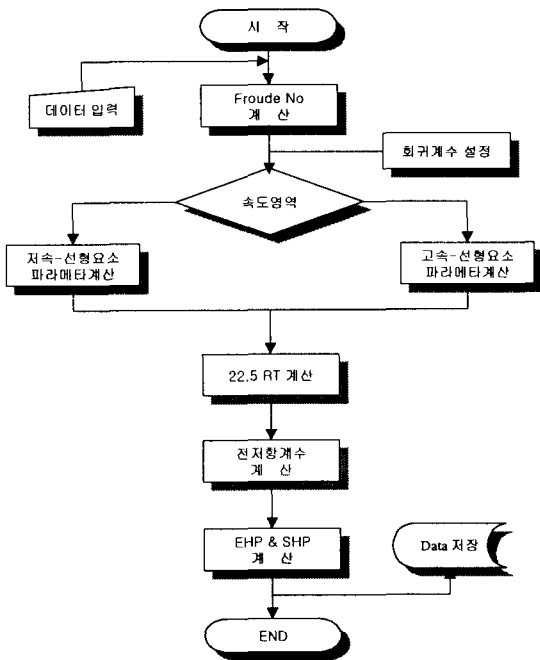 시 작
데이터 입력
Froude No
계 산
회귀계수 설정
속도영역
저속-선형요소
파라메타계산
고속-선형요소
파라메타계산
22.5 RT 계산
전저항계수
계 산
EHP & SHP
계 산
Data 저장
END